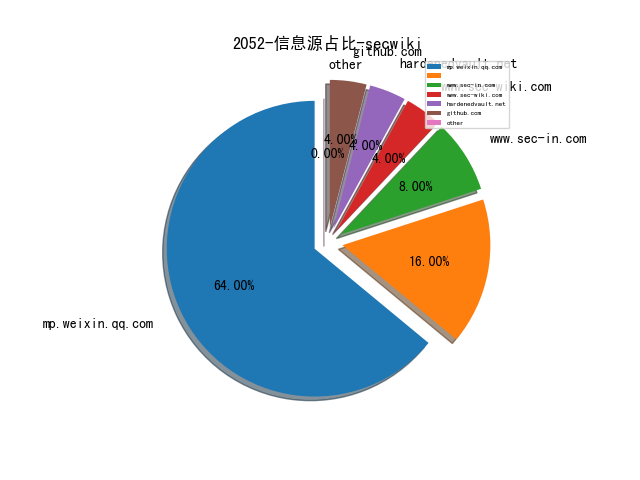 2052-信息源占比-secwiki
github.com
other
hardenedvault.net
www.sec-wiki.com
www.sec-in.com
mp.weixin.qq.com
4.00%
0.00%
4.00%
4.00%
8.00%
16.00%
64.00%
mp.weixin.qq.com
www.sec-in.com
www.sec-wiki.com
hardenedvault.net
github.com
other